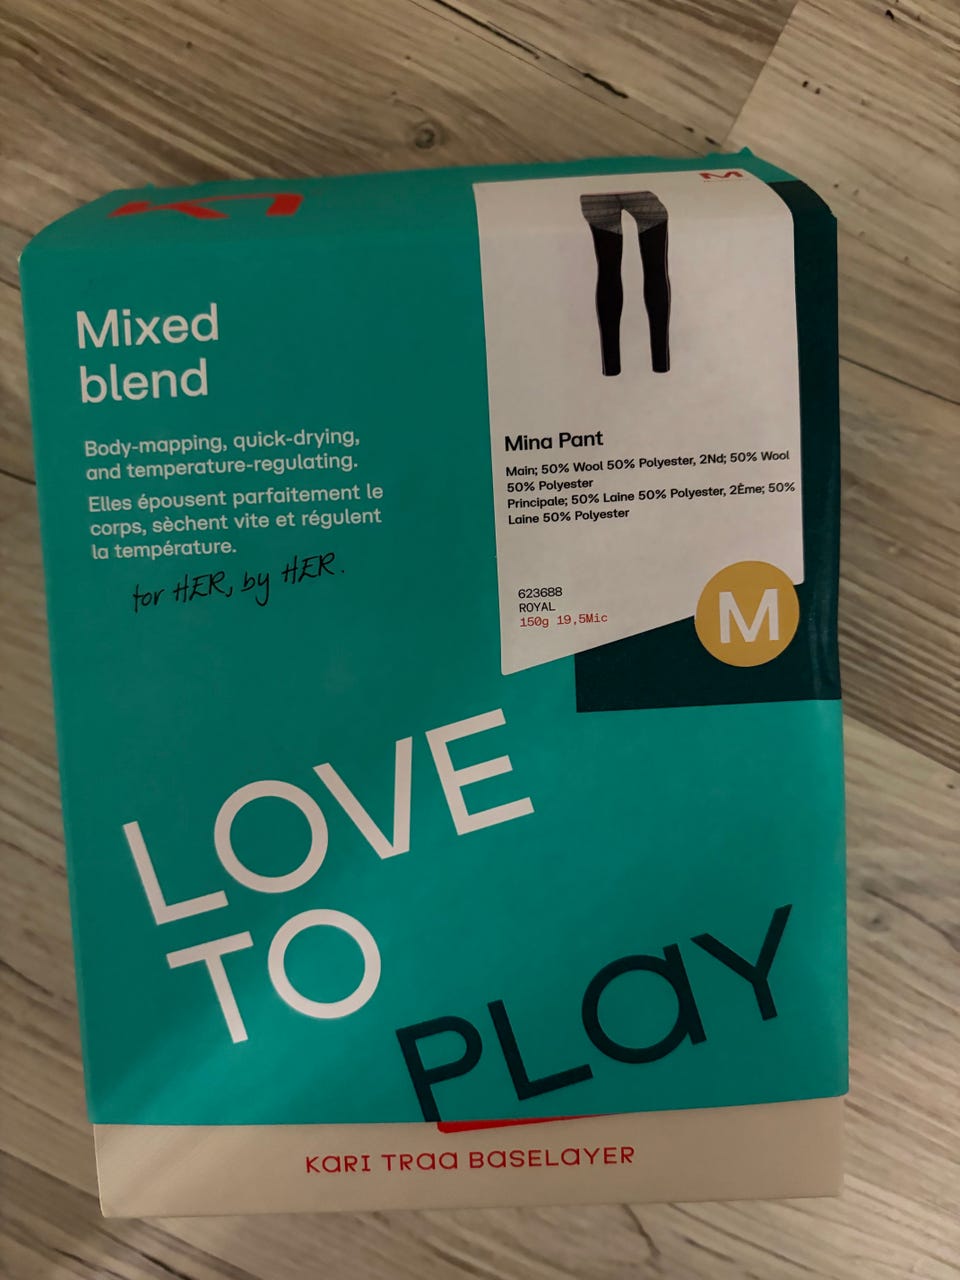 Mixed
blend
Body-mapping, quick-drying,
and temperature-regulating.
Elles épousent parfaitement le
corps, sèchent vite et régulent
la température.
for HER, by HER.
M
Mina Pant
Main; 50% Wool 50% Polyester, 2Nd; 50% Wool
50% Polyester
Principale; 50% Laine 50% Polyester, 2Ème; 50%
Laine 50% Polyester
623688
ROYAL
150g 19,5Mic
M
LOVE
TO
PLAY
KARI TRAA BASELAYER